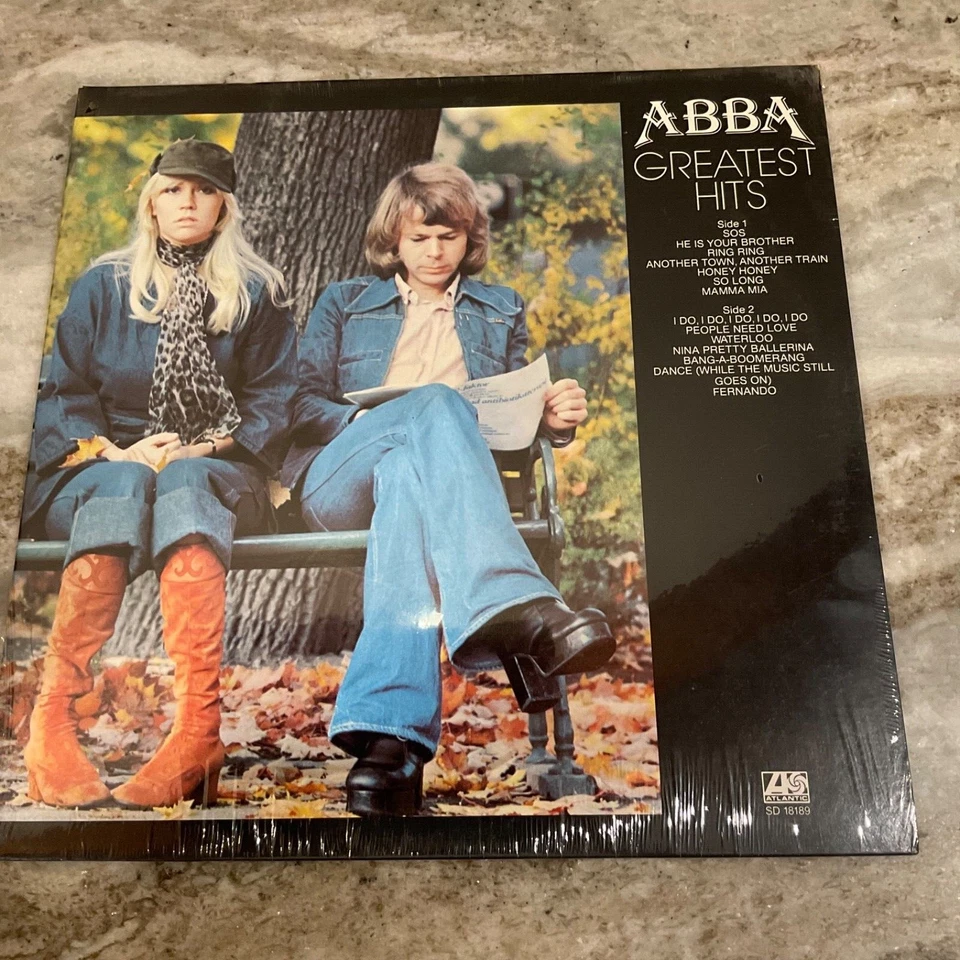 ABBA
GREATEST
HITS
Side 1
SOS
HE IS YOUR BROTHER
RING RING
ANOTHER TOWN, ANOTHER TRAIN
HONEY HONEY
SO LONG
MAMMA MIA
Side 2
I DO, I DO, I DO, I DO, I DO
PEOPLE NEED LOVE
WATERLOO
NINA PRETTY BALLERINA
BANG-A-BOOMERANG
DANCE (WHILE THE MUSIC STILL
GOES ON)
FERNANDO
ATLANTIC
SD 18189